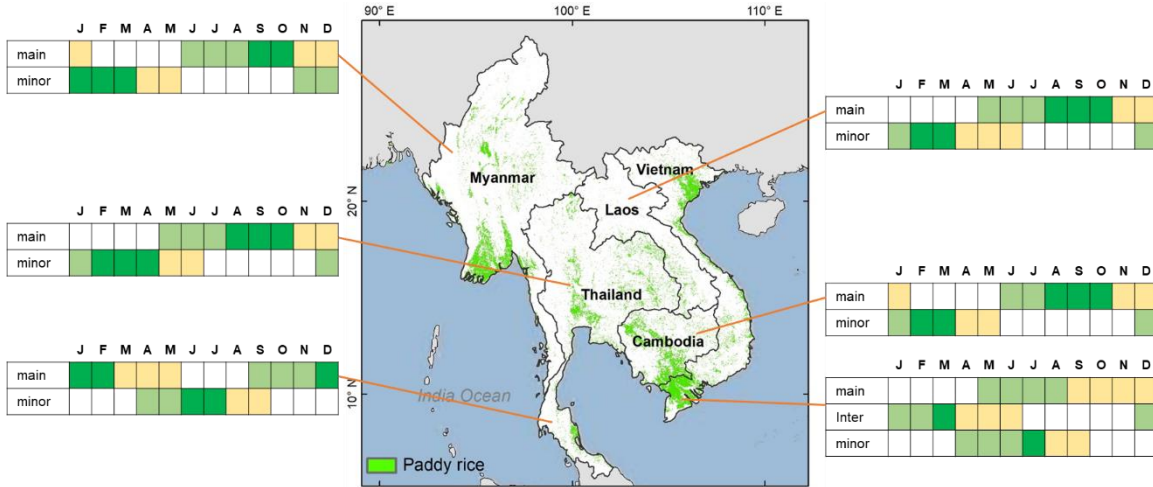 90° E 100° E 110° E
J F M A M J J A S O N D
main
minor
J F M A M J J A S O N D
main
minor
J F M A M J J A S O N D
main
minor
20° N
10° N
Myanmar
Vietnam
Laos
Thailand
Cambodia
India Ocean
Paddy rice
J F M A M J J A S O N D
main
minor
J F M A M J J A S O N D
main
minor
J F M A M J J A S O N D
main
Inter
minor